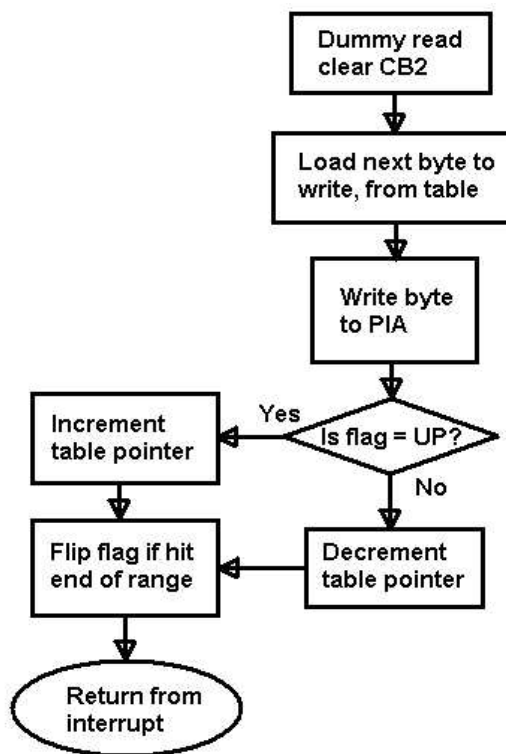 Dummy read
clear CB2
Load next byte to
write, from table
Write byte
to PIA
Is flag = UP?
Yes
No
Increment
table pointer
Decrement
table pointer
Flip flag if hit
end of range
Return from
interrupt